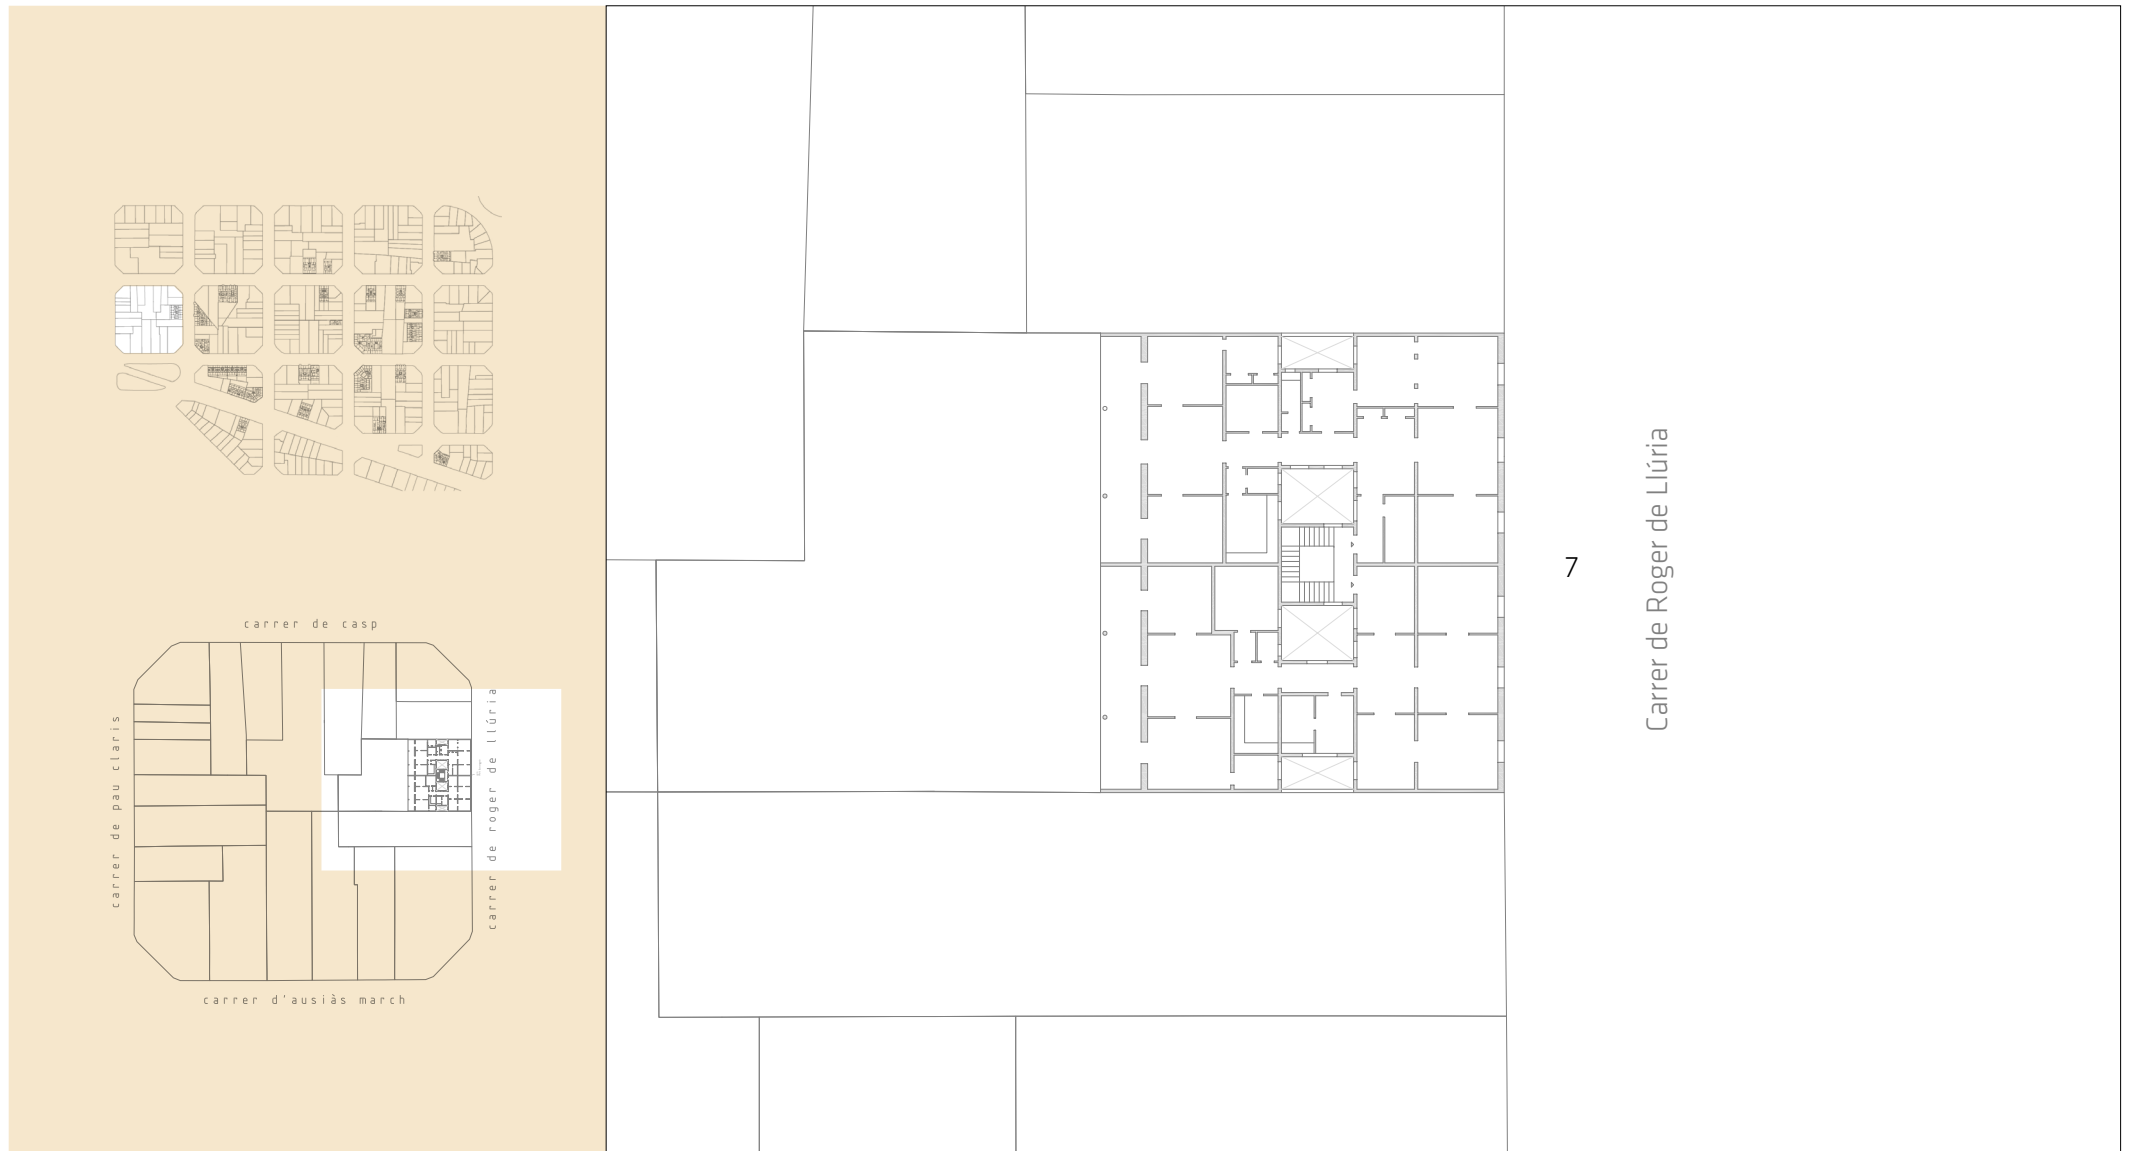 carrer de casp
carrer de pau claris
carrer de roger de llúria
carrer d'ausiàs march
7
Carrer de Roger de Llúria